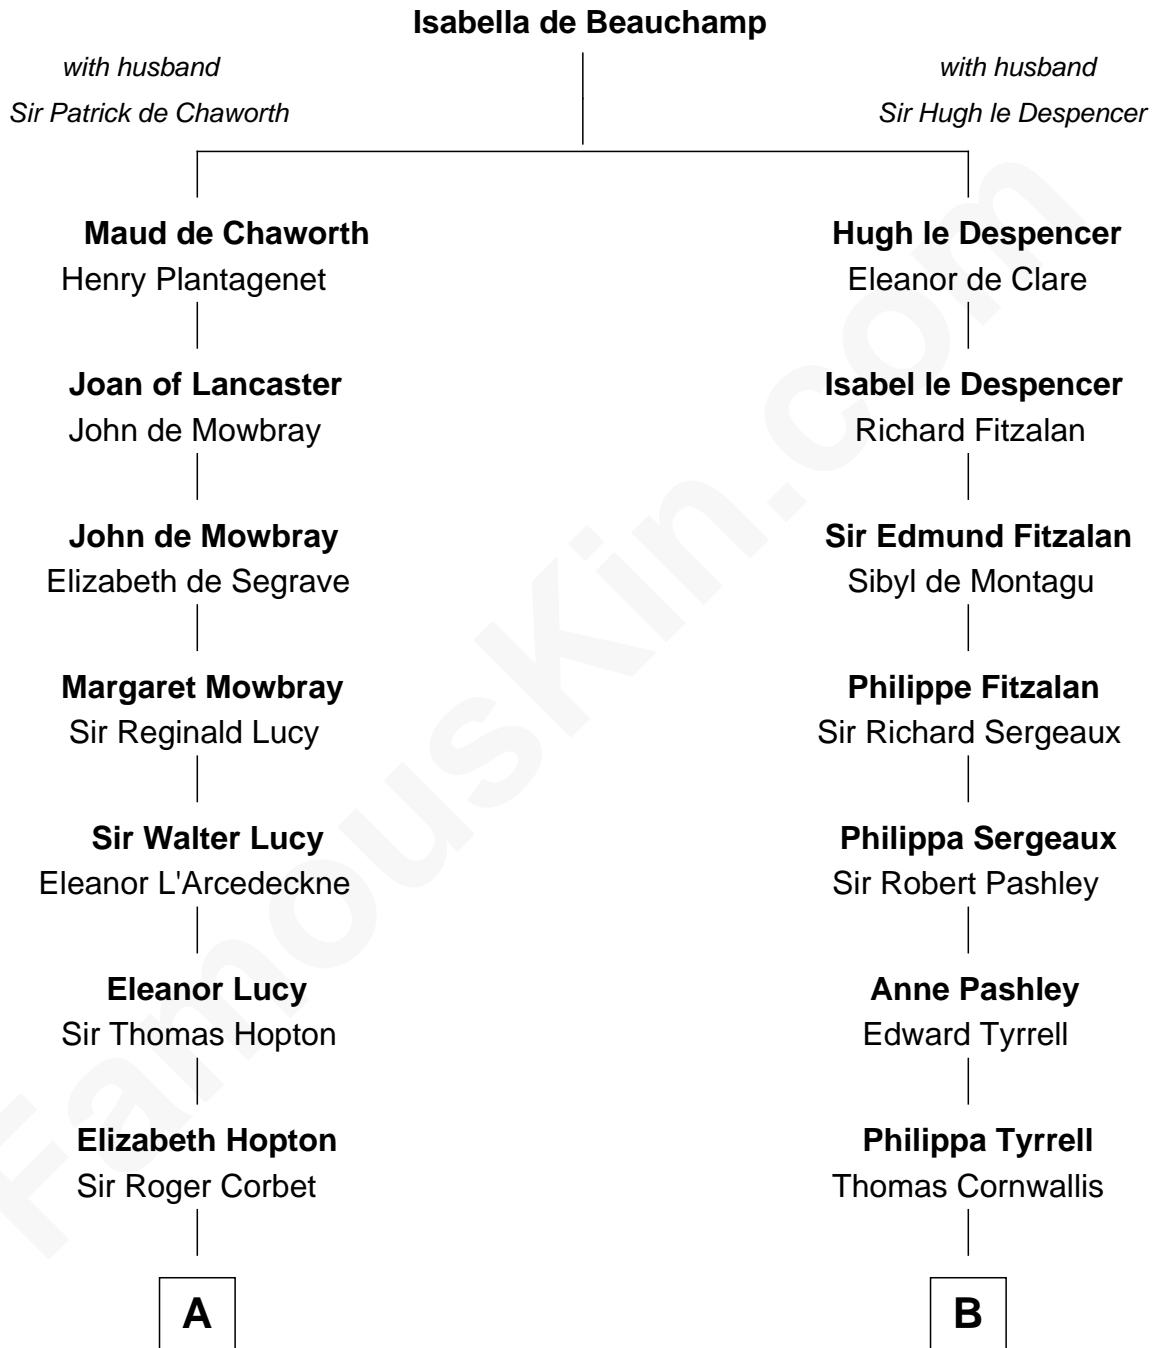 Isabella de Beauchamp
with husband
Sir Patrick de Chaworth
with husband
Sir Hugh le Despencer
Maud de Chaworth
Henry Plantagenet
Hugh le Despencer
Eleanor de Clare
Joan of Lancaster
John de Mowbray
Isabel le Despencer
Richard Fitzalan
John de Mowbray
Elizabeth de Segrave
Sir Edmund Fitzalan
Sibyl de Montagu
Margaret Mowbray
Sir Reginald Lucy
Philippe Fitzalan
Sir Richard Sergeaux
Sir Walter Lucy
Eleanor L'Arcedeckne
Philippa Sergeaux
Sir Robert Pashley
Eleanor Lucy
Sir Thomas Hopton
Anne Pashley
Edward Tyrrell
Elizabeth Hopton
Sir Roger Corbet
Philippa Tyrrell
Thomas Cornwallis
A
B
FamousKin.com